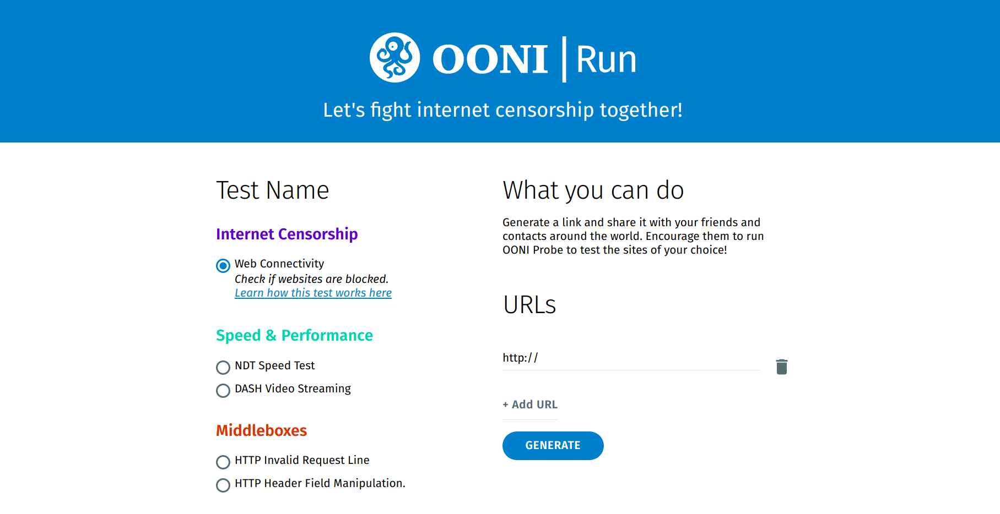 OONI | Run
Let's fight internet censorship together!
Test Name
Internet Censorship
Web Connectivity
Check if websites are blocked.
Learn how this test works here
Speed & Performance
NDT Speed Test
DASH Video Streaming
Middleboxes
HTTP Invalid Request Line
HTTP Header Field Manipulation.
What you can do
Generate a link and share it with your friends and
contacts around the world. Encourage them to run
OONI Probe to test the sites of your choice!
URLs
http://
+ Add URL
GENERATE